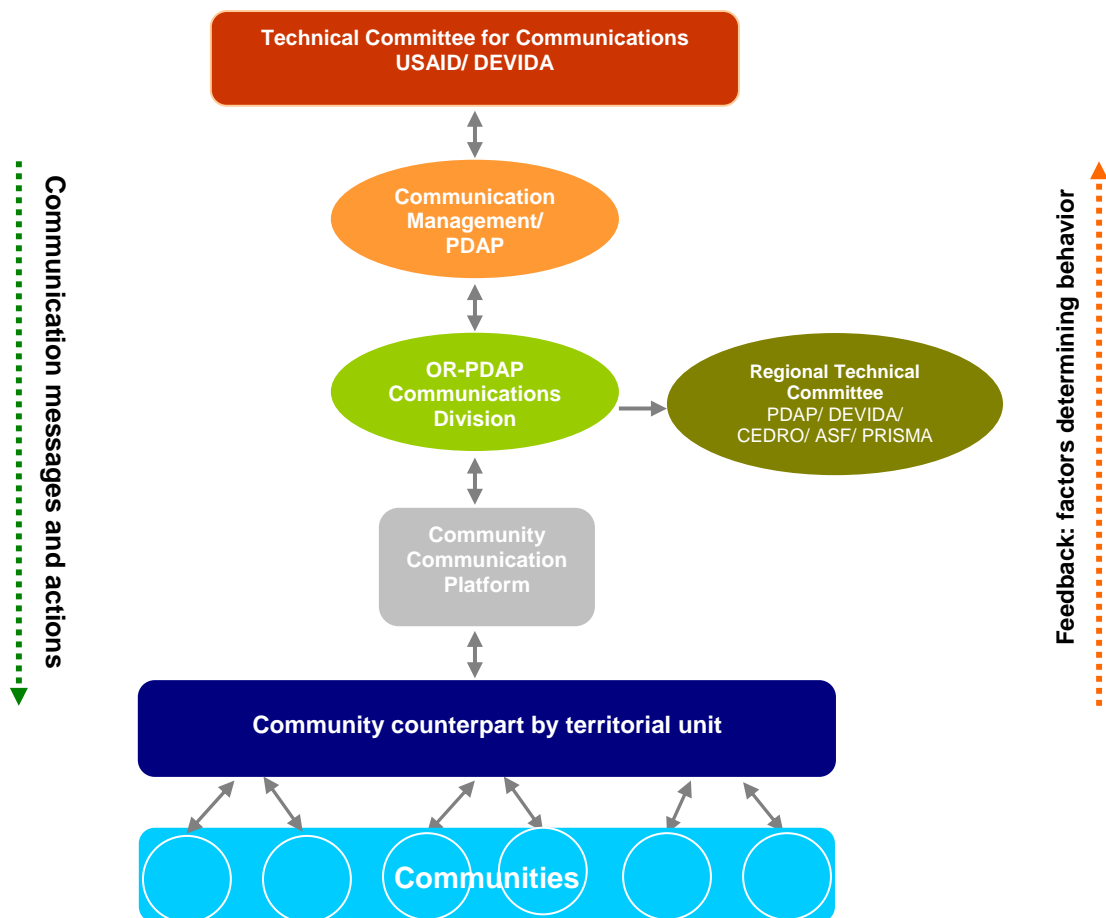 Technical Committee for Communications
USAID/ DEVIDA
Communication
Management/
PDAP
OR-PDAP
Communications
Division
Regional Technical
Committee
PDAP/ DEVIDA/
CEDRO/ ASF/ PRISMA
Community
Communication
Platform
Community counterpart by territorial unit
Communities
Communication messages and actions
Feedback: factors determining behavior